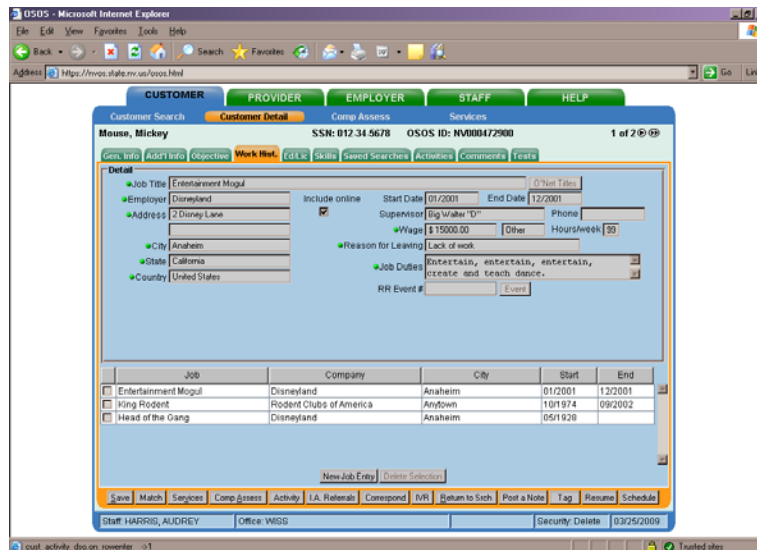 OSOS - Microsoft Internet Explorer
File Edit View Favorites Tools Help
Back Search Favorites
Address https://nvos.state.nv.us/osos.html Go
CUSTOMER PROVIDER EMPLOYER STAFF HELP
Customer Search Customer Detail Comp Assess Services
Mouse, Mickey SSN: 012-34-5678 OSOS ID: NV000472900 1 of 2
Gen. Info Add'l Info Objective Work Hist. Ed/Lic Skills Saved Searches Activities Comments Tests
Detail
Job Title Entertainment Mogul O'Net Titles
Employer Disneyland Include online Start Date 01/2001 End Date 12/2001
Address 2 Disney Lane Supervisor Big Walter "D" Phone
Wage $ 15000.00 Other Hours/week 99
City Anaheim Reason for Leaving Lack of work
State California Job Duties Entertain, entertain, entertain,
create and teach dance.
Country United States
RR Event # Event
Job Company City Start End
Entertainment Mogul Disneyland Anaheim 01/2001 12/2001
King Rodent Rodent Clubs of America Anytown 10/1974 09/2002
Head of the Gang Disneyland Anaheim 05/1928
New Job Entry Delete Selection
Save Match Services Comp Assess Activity I.A. Referrals Correspond IVR Return to Srch Post a Note Tag Resume Schedule
Staff: HARRIS, AUDREY Office: WISS Security: Delete 03/25/2009
cust_activity_dso.on_rowenter ->1 Trusted sites